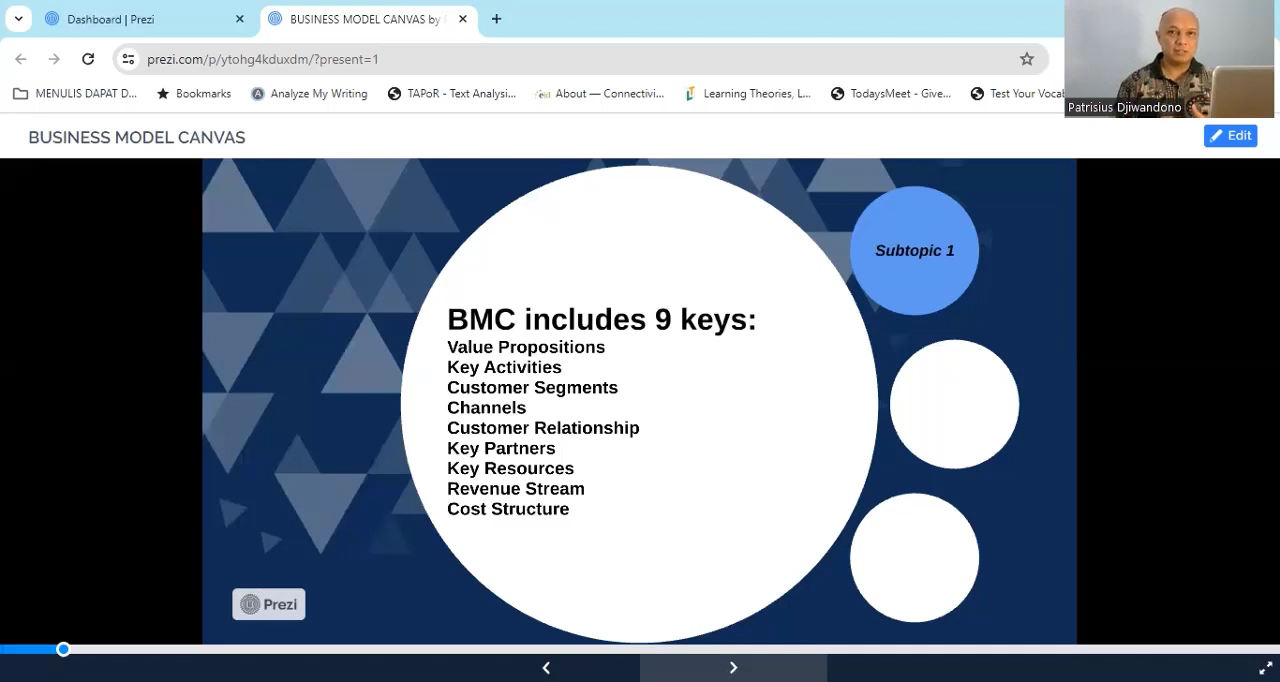 Dashboard | Prezi
BUSINESS MODEL CANVAS by
prezi.com/p/ytohg4kduxdm/?present=1
MENULIS DAPAT D...
Bookmarks
Analyze My Writing
TAPoR - Text Analysi...
About — Connectivi...
Learning Theories, L...
TodaysMeet - Give...
Test Your Vocab
Patrisius Djiwandono
BUSINESS MODEL CANVAS
Edit
Subtopic 1
BMC includes 9 keys:
Value Propositions
Key Activities
Customer Segments
Channels
Customer Relationship
Key Partners
Key Resources
Revenue Stream
Cost Structure
Prezi